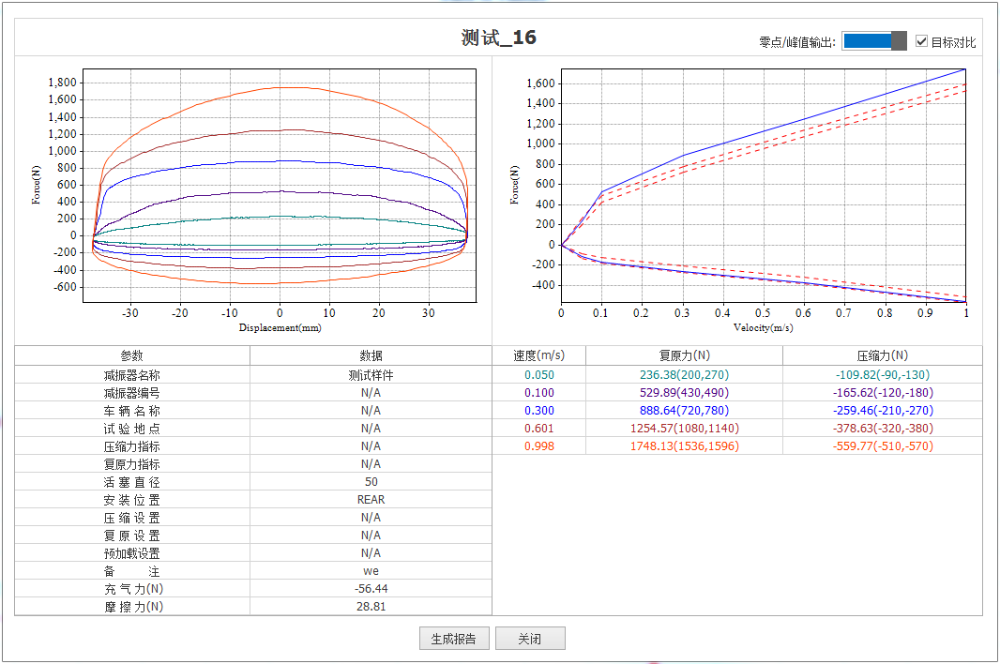 测试_16
零点/峰值输出: 目标对比
Force(N)
1,800
1,600
1,400
1,200
1,000
800
600
400
200
0
-200
-400
-600
-30 -20 -10 0 10 20 30
Displacement(mm)
Force(N)
1,600
1,400
1,200
1,000
800
600
400
200
0
-200
-400
0 0.1 0.2 0.3 0.4 0.5 0.6 0.7 0.8 0.9 1
Velocity(m/s)
参数 数据
减振器名称 测试样件
减振器编号 N/A
车 辆 名 称 N/A
试 验 地 点 N/A
压缩力指标 N/A
复原力指标 N/A
活 塞 直 径 50
安 装 位 置 REAR
压 缩 设 置 N/A
复 原 设 置 N/A
预加载设置 N/A
备 注 we
充 气 力(N) -56.44
摩 擦 力(N) 28.81
速度(m/s) 复原力(N) 压缩力(N)
0.050 236.38(200,270) -109.82(-90,-130)
0.100 529.89(430,490) -165.62(-120,-180)
0.300 888.64(720,780) -259.46(-210,-270)
0.601 1254.57(1080,1140) -378.63(-320,-380)
0.998 1748.13(1536,1596) -559.77(-510,-570)
生成报告 关闭